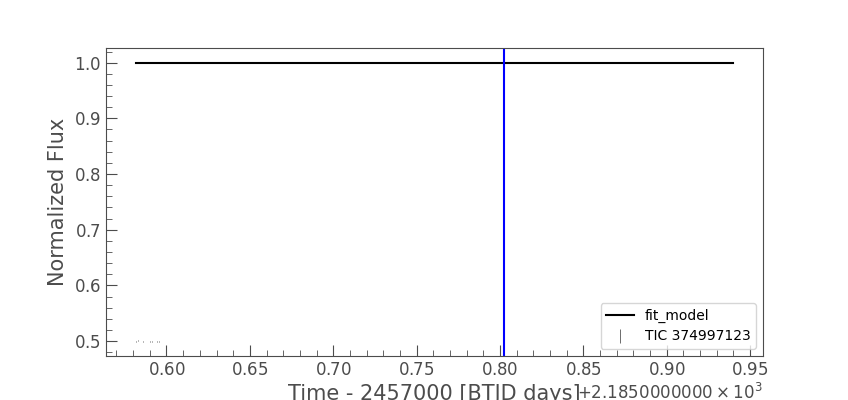 1.0
0.9
0.8
0.7
0.6
0.5
Normalized Flux
fit_model
TIC 374997123
0.60 0.65 0.70 0.75 0.80 0.85 0.90 0.95
Time - 2457000 [BTJD days]
+2.1850000000 × 10³